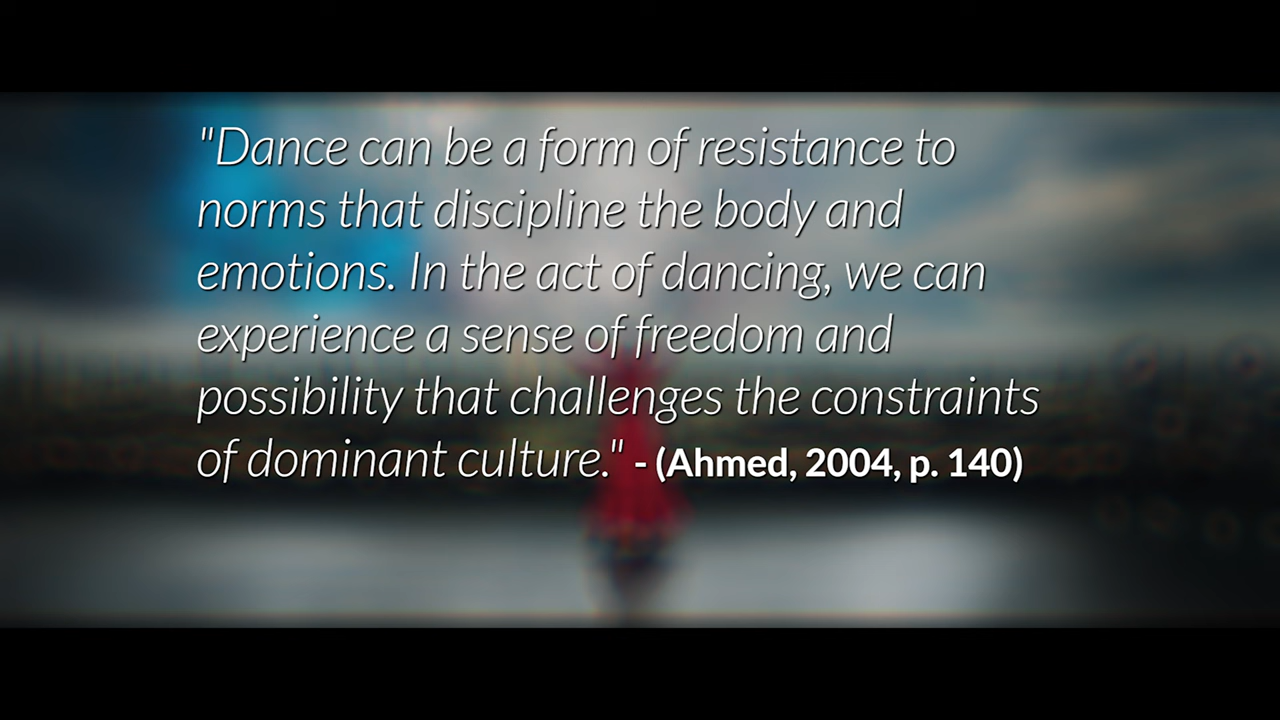 "Dance can be a form of resistance to
norms that discipline the body and
emotions. In the act of dancing, we can
experience a sense of freedom and
possibility that challenges the constraints
of dominant culture." - (Ahmed, 2004, p. 140)